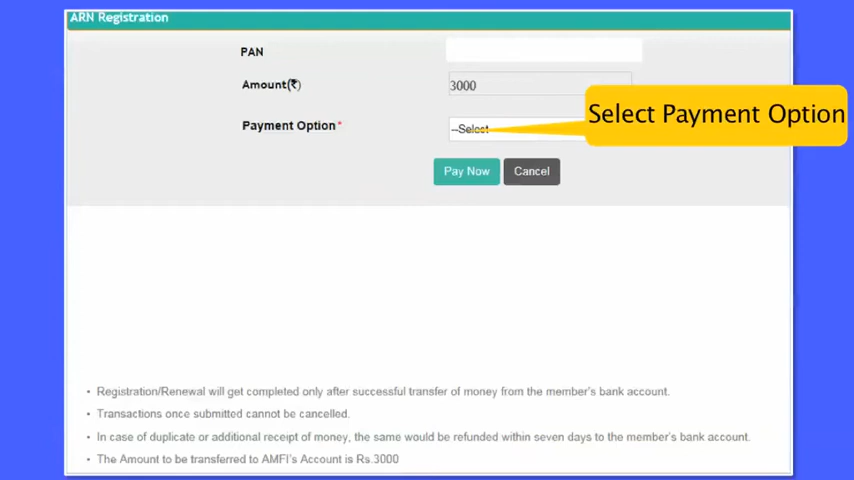 ARN Registration
PAN
Amount(₹)
3000
Payment Option*
--Select
Select Payment Option
Pay Now
Cancel
• Registration/Renewal will get completed only after successful transfer of money from the member's bank account.
• Transactions once submitted cannot be cancelled.
• In case of duplicate or additional receipt of money, the same would be refunded within seven days to the member's bank account.
• The Amount to be transferred to AMFI's Account is Rs.3000